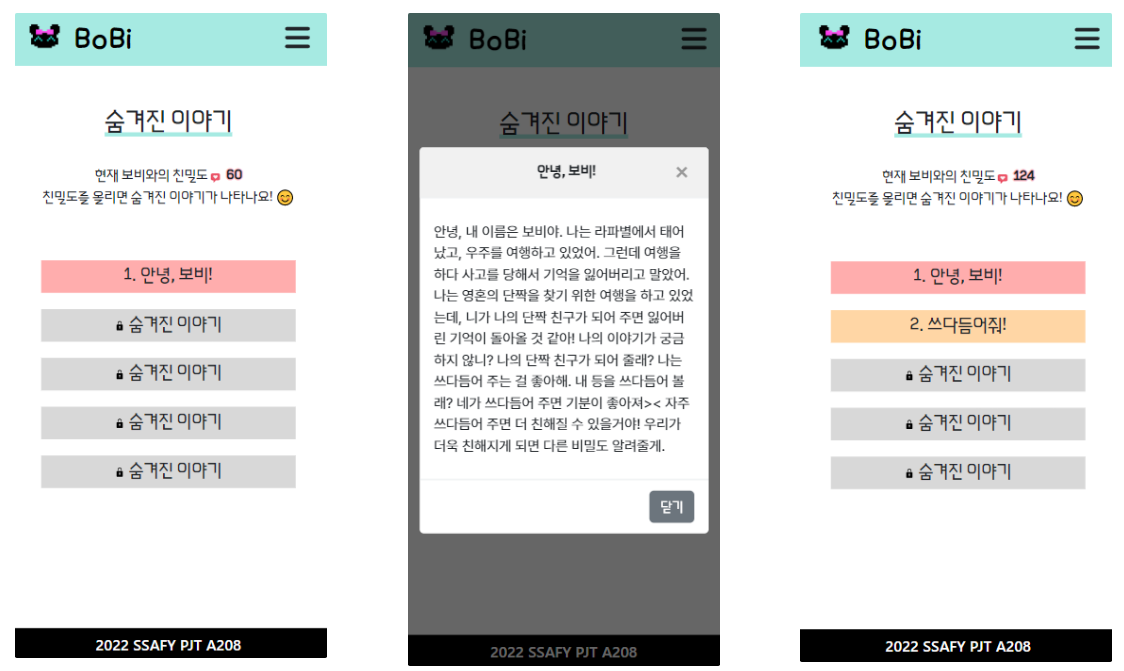 BoBi
숨겨진 이야기
현재 보비와의 친밀도 60
친밀도를 올리면 숨겨진 이야기가 나타나요!
1. 안녕, 보비!
숨겨진 이야기
숨겨진 이야기
숨겨진 이야기
숨겨진 이야기
2022 SSAFY PJT A208
BoBi
숨겨진 이야기
안녕, 보비!
×
안녕, 내 이름은 보비야. 나는 라파별에서 태어
났고, 우주를 여행하고 있었어. 그런데 여행을
하다 사고를 당해서 기억을 잃어버리고 말았어.
나는 영혼의 단짝을 찾기 위한 여행을 하고 있었
는데, 니가 나의 단짝 친구가 되어 주면 잃어버
린 기억이 돌아올 것 같아! 나의 이야기가 궁금
하지 않니? 나의 단짝 친구가 되어 줄래? 나는
쓰다듬어 주는 걸 좋아해. 내 등을 쓰다듬어 볼
래? 네가 쓰다듬어 주면 기분이 좋아져>< 자주
쓰다듬어 주면 더 친해질 수 있을거야! 우리가
더욱 친해지게 되면 다른 비밀도 알려줄게.
닫기
2022 SSAFY PJT A208
BoBi
숨겨진 이야기
현재 보비와의 친밀도 124
친밀도를 올리면 숨겨진 이야기가 나타나요!
1. 안녕, 보비!
2. 쓰다듬어줘!
숨겨진 이야기
숨겨진 이야기
숨겨진 이야기
2022 SSAFY PJT A208